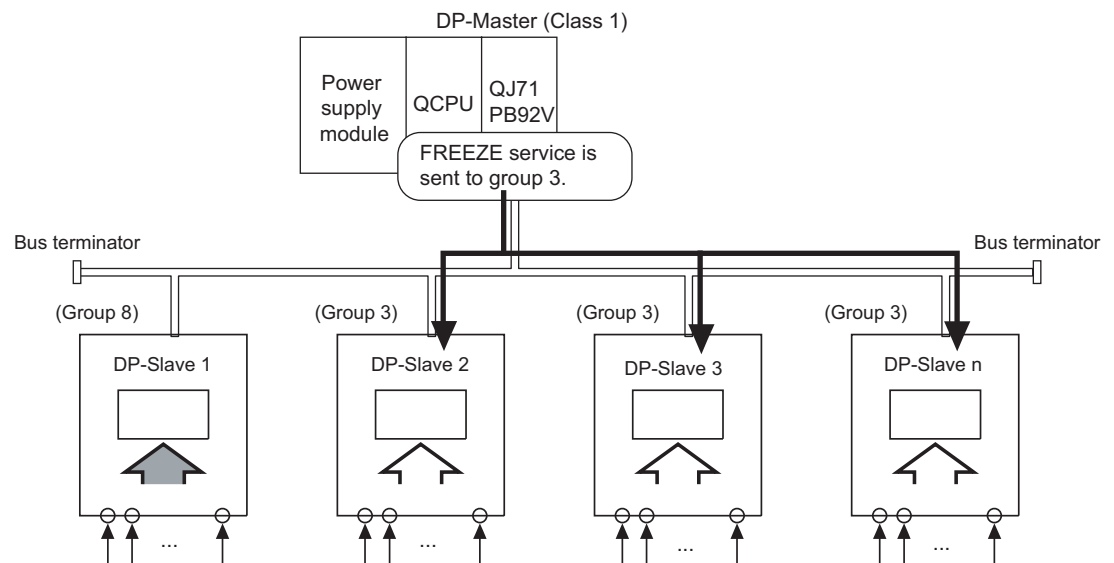 DP-Master (Class 1)
Power
supply
module
QCPU
QJ71
PB92V
FREEZE service is
sent to group 3.
Bus terminator
Bus terminator
(Group 8)
(Group 3)
(Group 3)
(Group 3)
DP-Slave 1
DP-Slave 2
DP-Slave 3
DP-Slave n
...
...
...
...